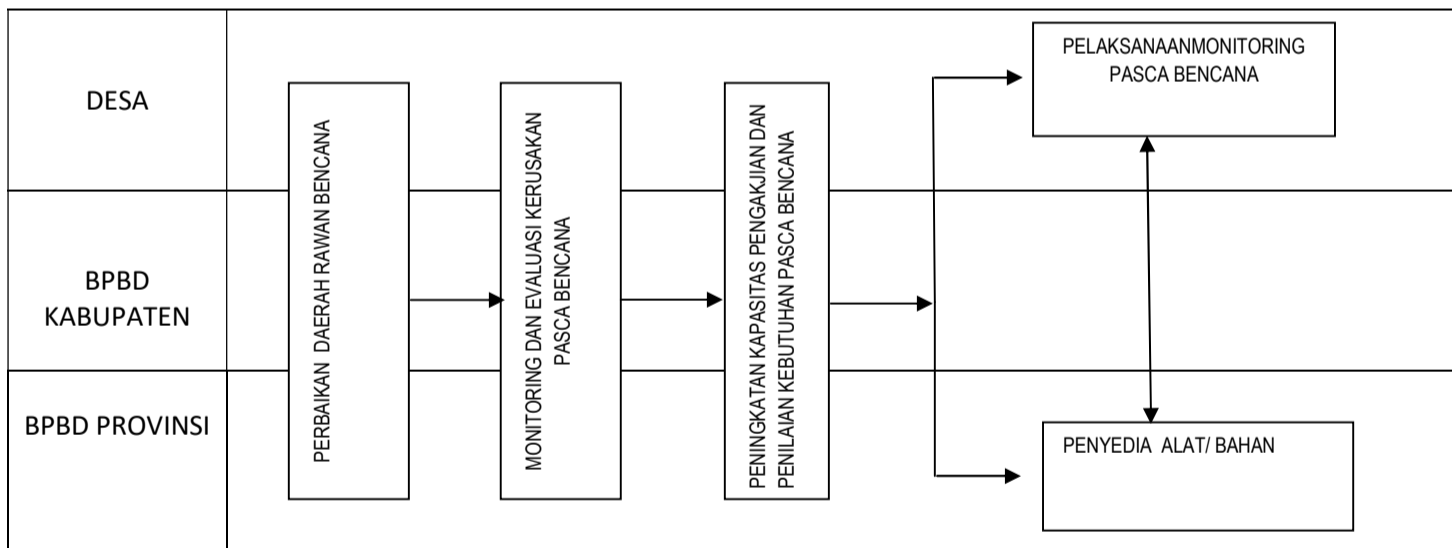 DESA
BPBD
KABUPATEN
BPBD PROVINSI
PERBAIKAN DAERAH RAWAN BENCANA
MONITORING DAN EVALUASI KERUSAKAN
PASCA BENCANA
PENINGKATAN KAPASITAS PENGAKJIAN DAN
PENILAIAN KEBUTUHAN PASCA BENCANA
PELAKSANAANMONITORING
PASCA BENCANA
PENYEDIA ALAT/ BAHAN